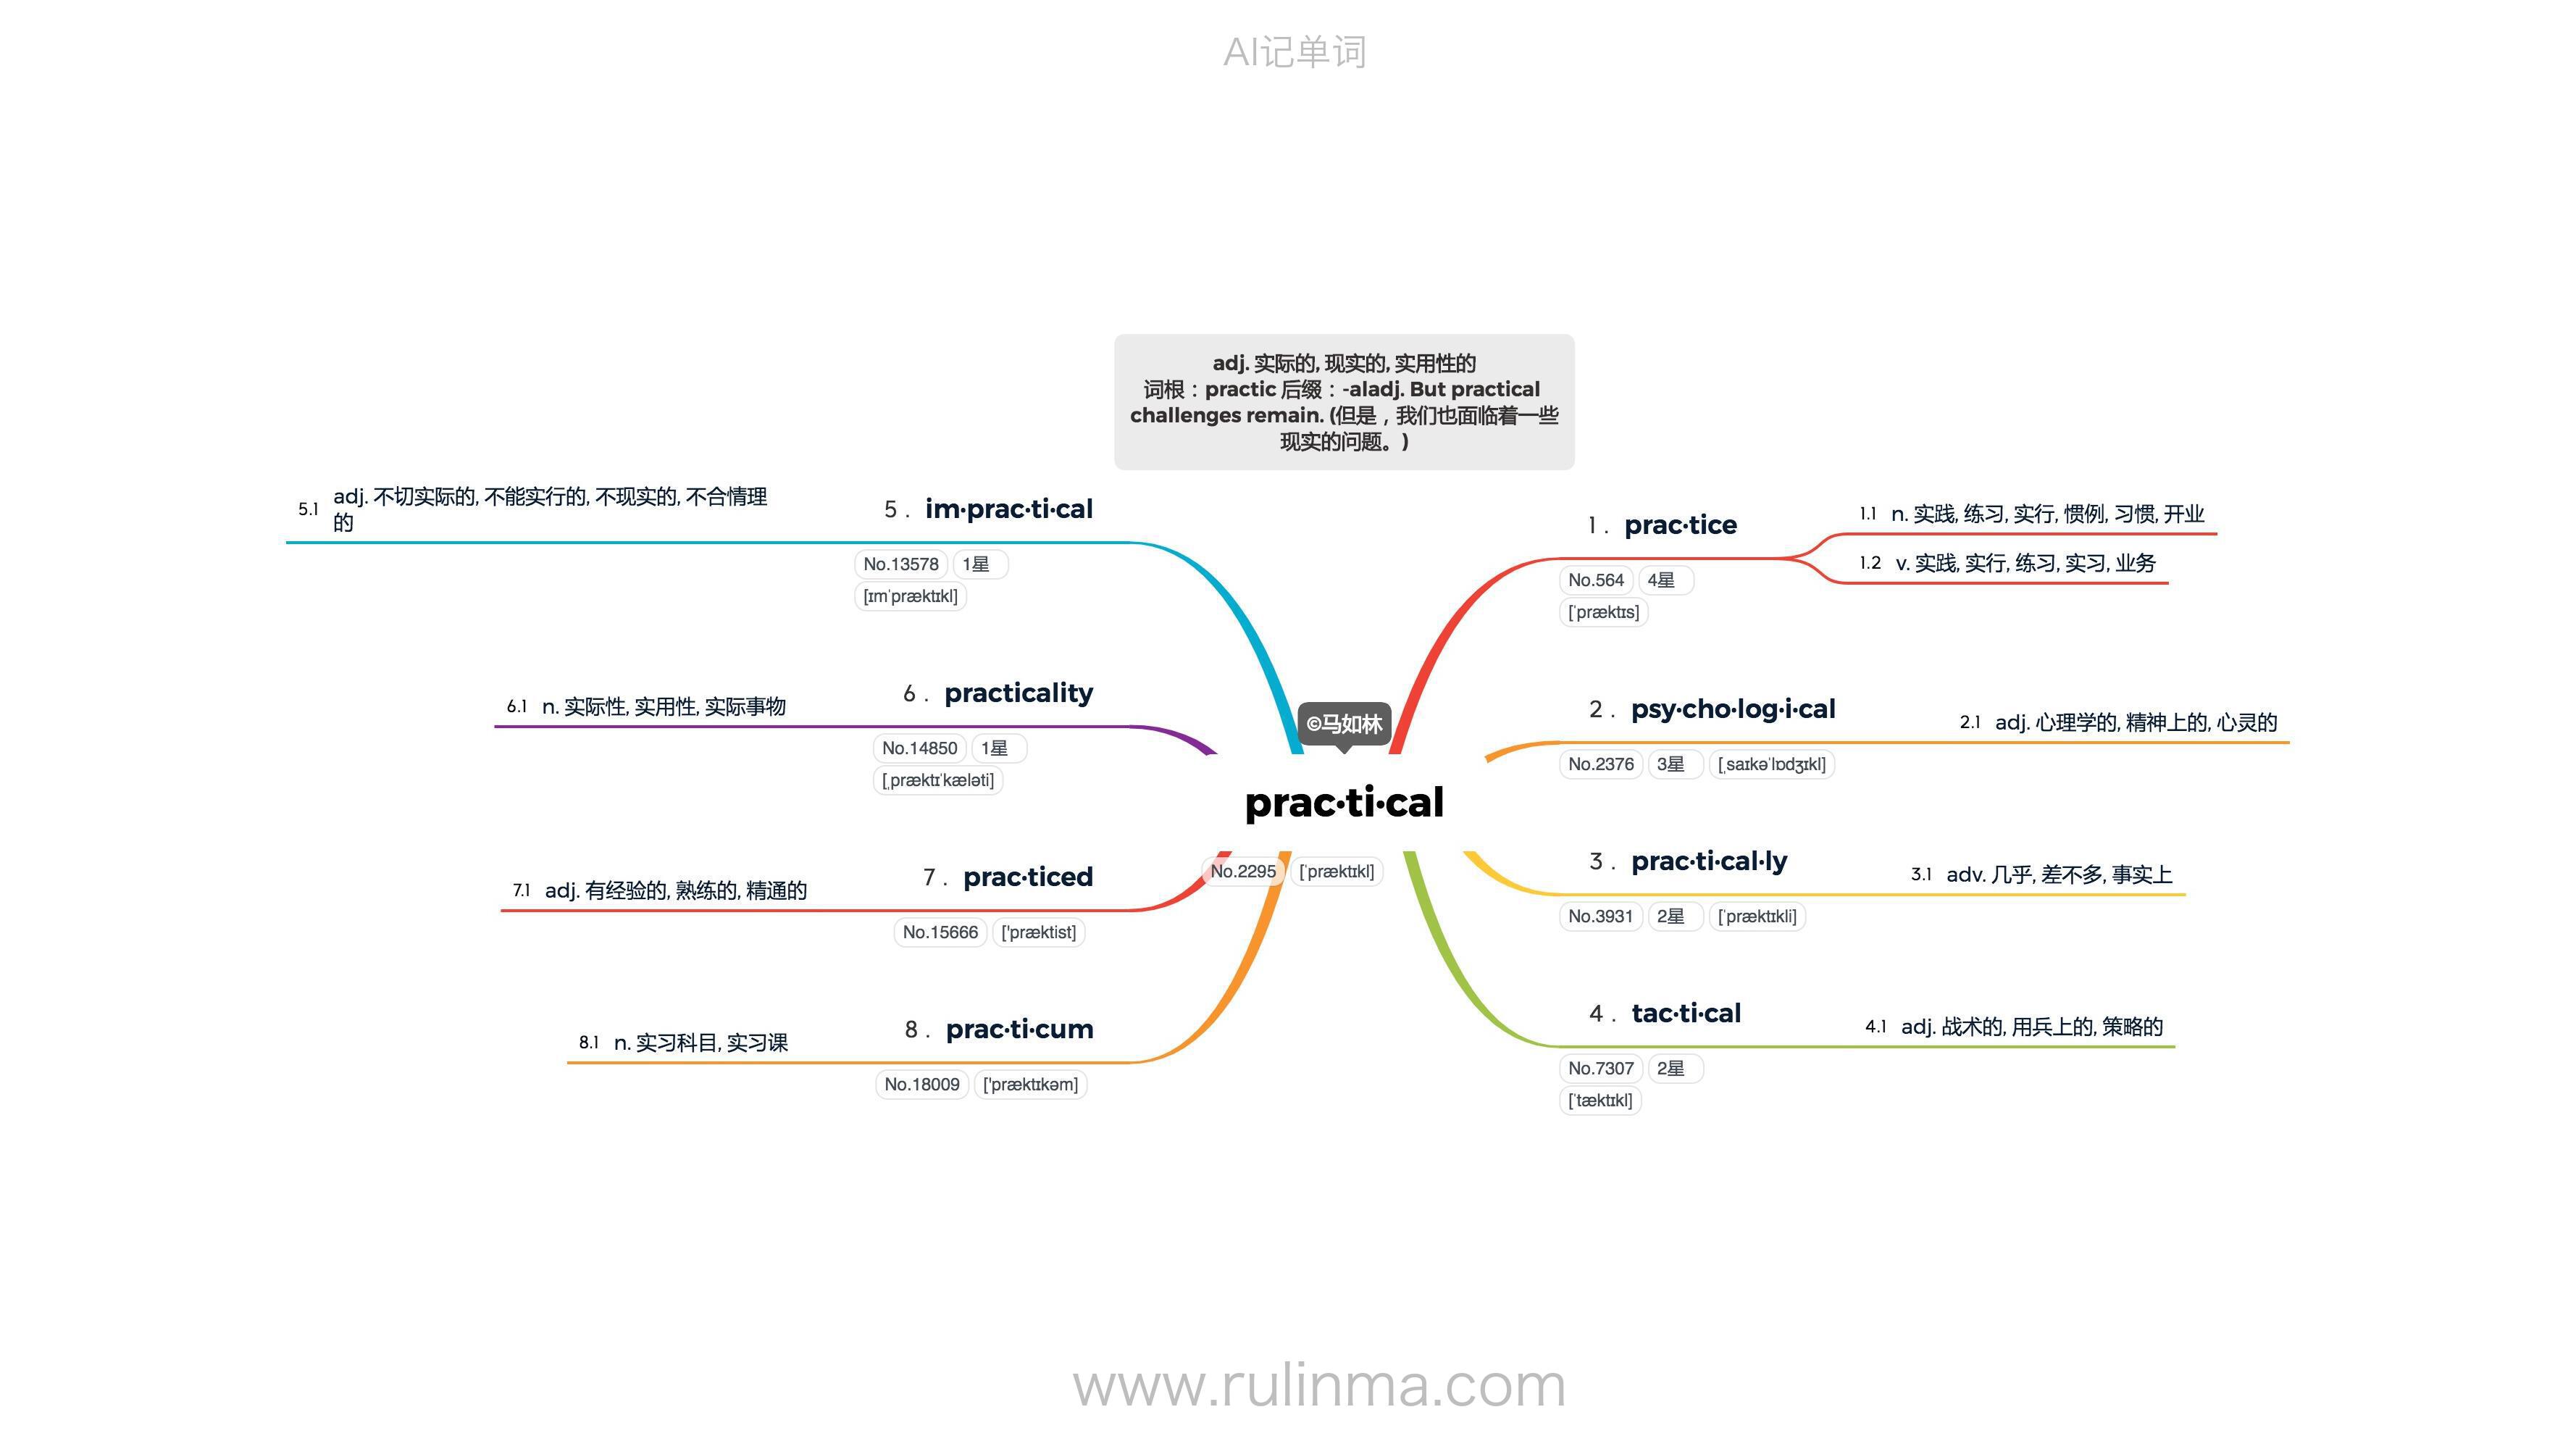 AI记单词
adj. 实际的, 现实的, 实用性的
词根：practic 后缀：-aladj. But practical
challenges remain. (但是，我们也面临着一些
现实的问题。)
©马如林
prac·ti·cal
No.2295 [ˈpræktɪkl]
1. prac·tice
No.564 4星
[ˈpræktɪs]
1.1 n. 实践, 练习, 实行, 惯例, 习惯, 开业
1.2 v. 实践, 实行, 练习, 实习, 业务
2. psy·cho·log·i·cal
No.2376 3星 [ˌsaɪkəˈlɒdʒɪkl]
2.1 adj. 心理学的, 精神上的, 心灵的
3. prac·ti·cal·ly
No.3931 2星 [ˈpræktɪkli]
3.1 adv. 几乎, 差不多, 事实上
4. tac·ti·cal
No.7307 2星
[ˈtæktɪkl]
4.1 adj. 战术的, 用兵上的, 策略的
5. im·prac·ti·cal
No.13578 1星
[ɪmˈpræktɪkl]
5.1 adj. 不切实际的, 不能实行的, 不现实的, 不合情理
的
6. practicality
No.14850 1星
[ˌpræktɪˈkæləti]
6.1 n. 实际性, 实用性, 实际事物
7. prac·ticed
No.15666 ['præktist]
7.1 adj. 有经验的, 熟练的, 精通的
8. prac·ti·cum
No.18009 ['præktɪkəm]
8.1 n. 实习科目, 实习课
www.rulinma.com